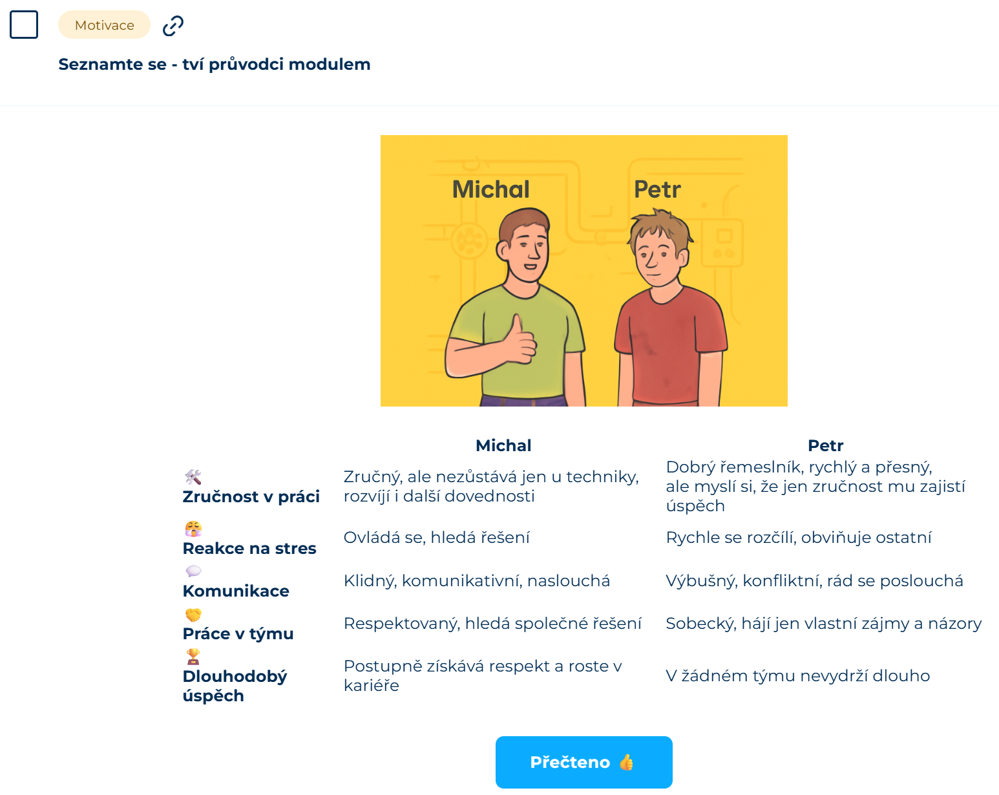 Motivace
Seznamte se - tví průvodci modulem
Michal
Petr
Michal
Petr
Zručnost v práci
Zručný, ale nezůstává jen u techniky,
rozvíjí i další dovednosti
Dobrý řemeslník, rychlý a přesný,
ale myslí si, že jen zručnost mu zajistí
úspěch
Reakce na stres
Ovládá se, hledá řešení
Rychle se rozčílí, obviňuje ostatní
Komunikace
Klidný, komunikativní, naslouchá
Výbušný, konfliktní, rád se poslouchá
Práce v týmu
Respektovaný, hledá společné řešení
Sobecký, hájí jen vlastní zájmy a názory
Dlouhodobý
úspěch
Postupně získává respekt a roste v
kariéře
V žádném týmu nevydrží dlouho
Přečteno